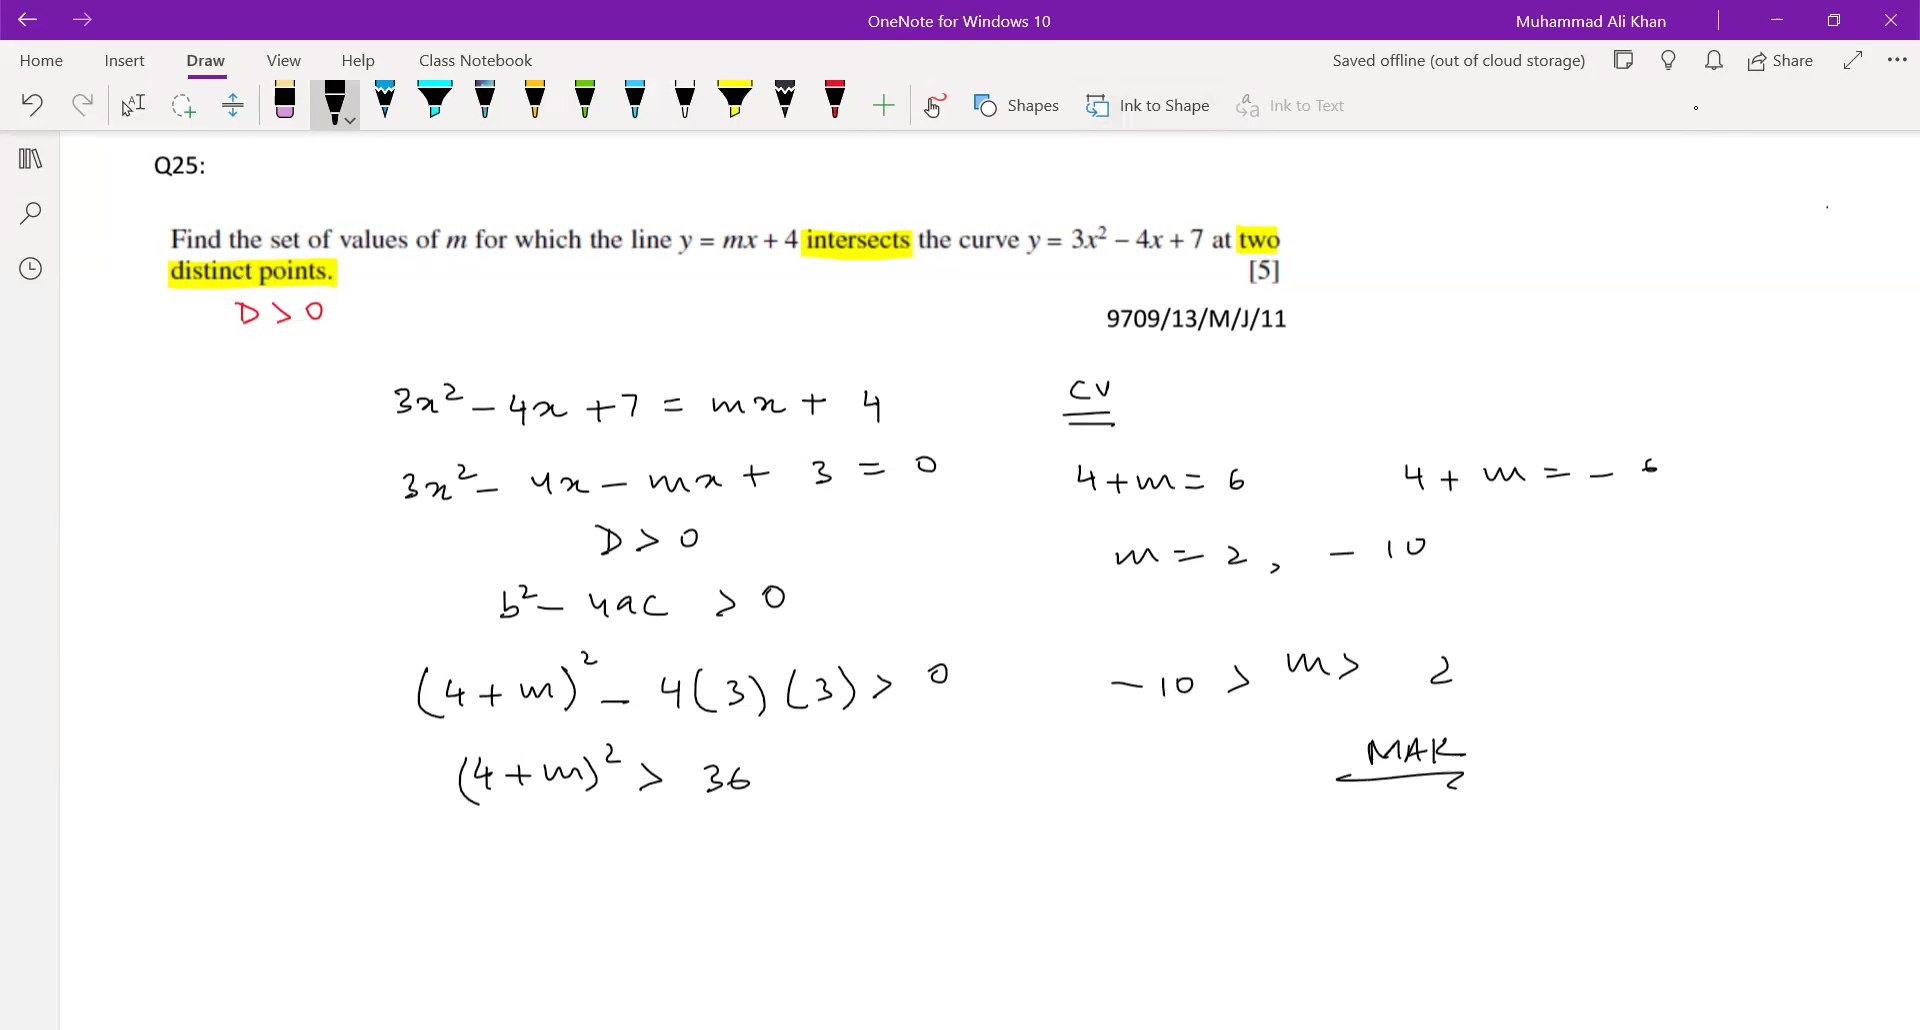 OneNote for Windows 10
Muhammad Ali Khan
Home Insert Draw View Help Class Notebook
Saved offline (out of cloud storage) Share
Shapes Ink to Shape Ink to Text
Q25:
Find the set of values of m for which the line y = mx + 4 intersects the curve y = 3x² − 4x + 7 at two
distinct points. [5]
D > 0
9709/13/M/J/11
3x² − 4x + 7 = mx + 4
3x² − 4x − mx + 3 = 0
D > 0
b² − 4ac > 0
(4 + m)² − 4(3)(3) > 0
(4 + m)² > 36
CV
4 + m = 6 4 + m = − 6
m = 2, − 10
− 10 > m > 2
MAK